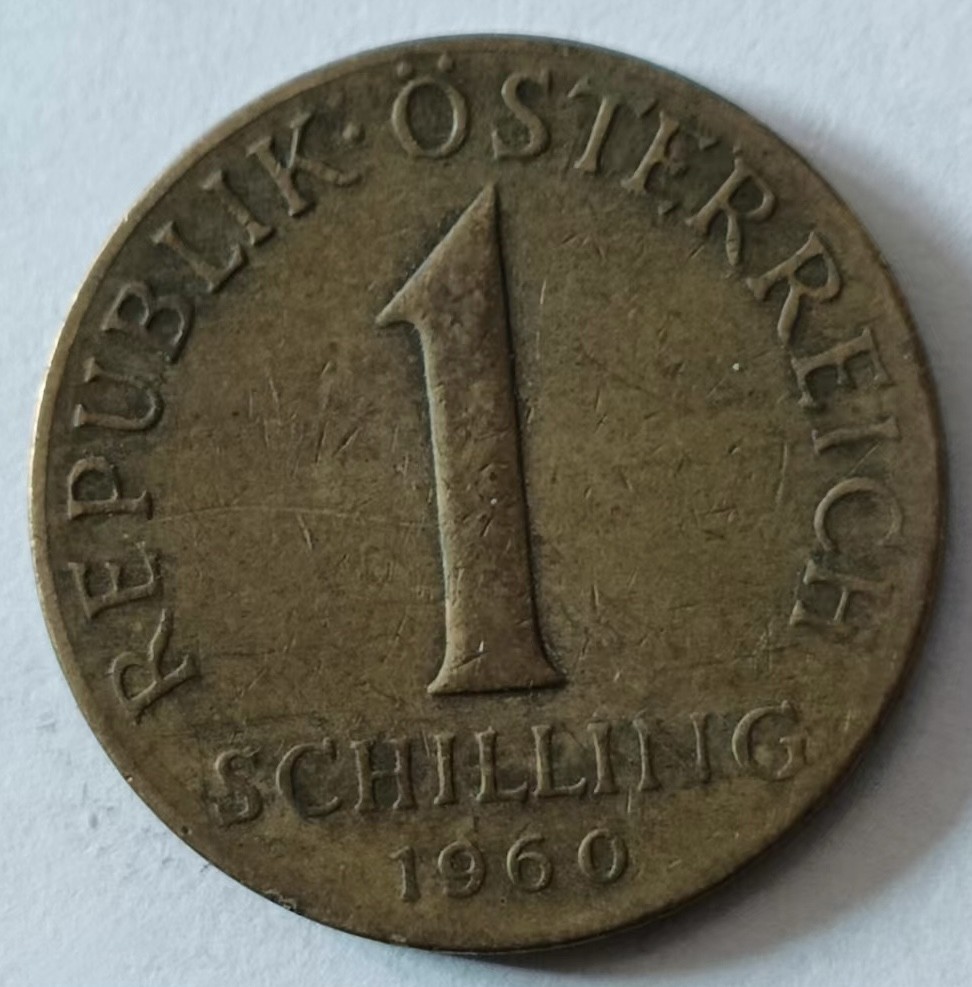 REPUBLIK · ÖSTERREICH
1
SCHILLING
1960